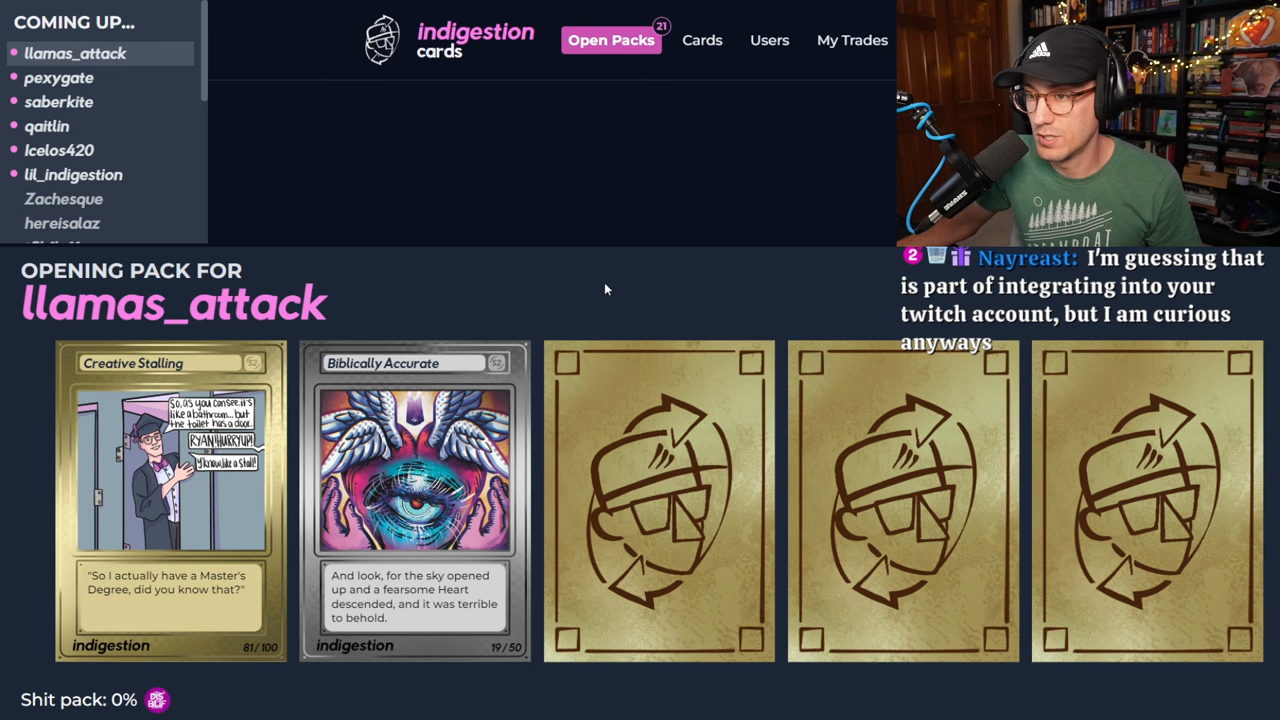 COMING UP...
llamas_attack
pexygate
saberkite
qaitlin
Icelos420
lil_indigestion
Zachesque
hereisalaz
indigestion
cards
Open Packs
21
Cards
Users
My Trades
OPENING PACK FOR
llamas_attack
2 Nayreast: I'm guessing that
is part of integrating into your
twitch account, but I am curious
anyways
Creative Stalling
S2
So, as you can see, it's
like a bathroom... but
the toilet has a door.
RYAN! HURRY UP!
Y'know, like a stall!
"So I actually have a Master's
Degree, did you know that?"
indigestion
81/100
Biblically Accurate
S2
And look, for the sky opened
up and a fearsome Heart
descended, and it was terrible
to behold.
indigestion
19/50
Shit pack: 0%